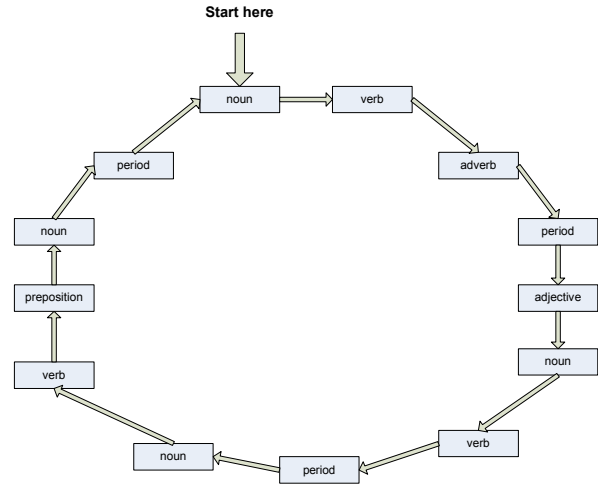 Start here
noun
verb
adverb
period
adjective
noun
verb
period
noun
verb
preposition
noun
period